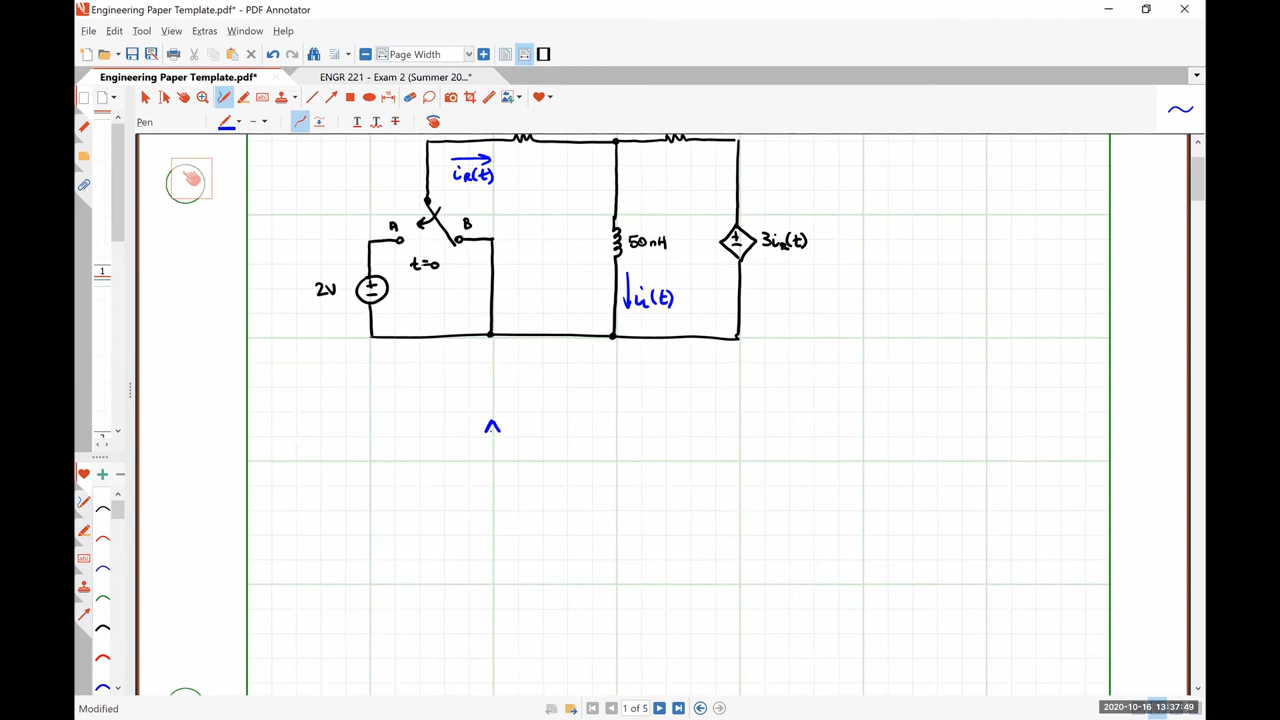 Engineering Paper Template.pdf* - PDF Annotator
File Edit Tool View Extras Window Help
Page Width
Engineering Paper Template.pdf* ENGR 221 - Exam 2 (Summer 20...*
Pen
iR(t)
A B
t=0
2V
50nH
iL(t)
3iR(t)
1
Modified
1 of 5
2020-10-16 13:37:49